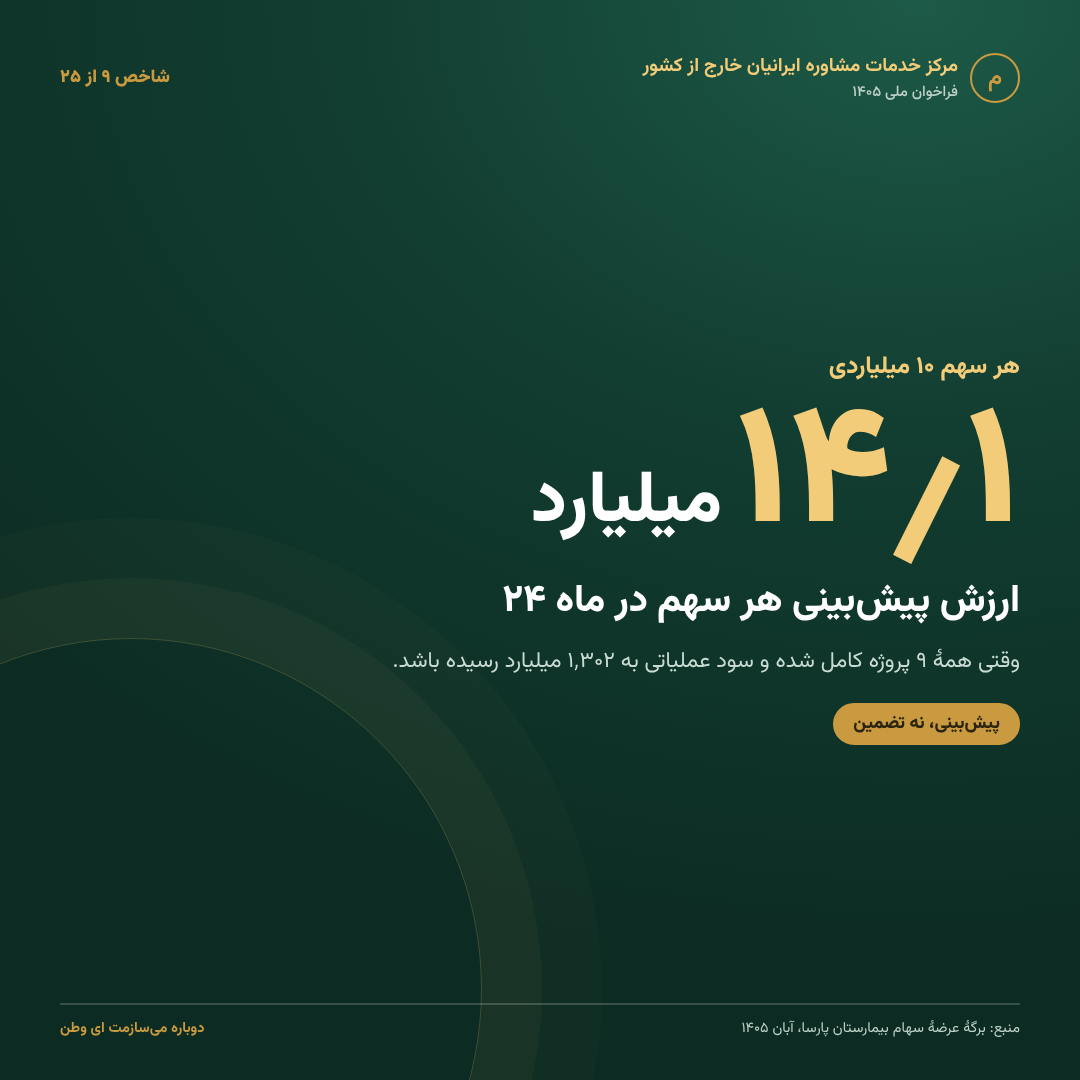 م
مرکز خدمات مشاوره ایرانیان خارج از کشور
فراخوان ملی ۱۴۰۵
شاخص ۹ از ۲۵
هر سهم ۱۰ میلیاردی
۱۴٫۱ میلیارد
ارزش پیش‌بینی هر سهم در ماه ۲۴
وقتی همهٔ ۹ پروژه کامل شده و سود عملیاتی به ۱,۳۰۲ میلیارد رسیده باشد.
پیش‌بینی، نه تضمین
منبع: برگهٔ عرضهٔ سهام بیمارستان پارسا، آبان ۱۴۰۵
دوباره می‌سازمت ای وطن